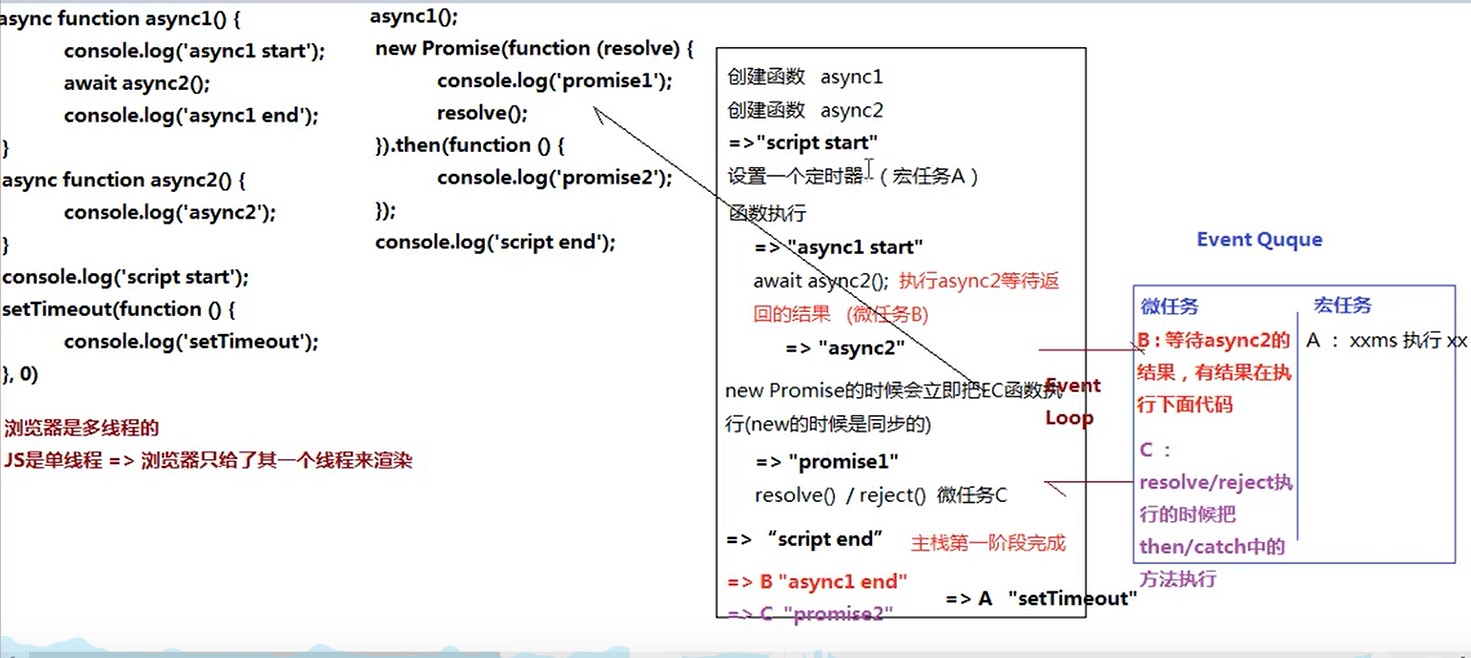 async function async1() {
console.log('async1 start');
await async2();
console.log('async1 end');
}
async function async2() {
console.log('async2');
}
console.log('script start');
setTimeout(function () {
console.log('setTimeout');
}, 0)
浏览器是多线程的
JS是单线程 => 浏览器只给了其一个线程来渲染
async1();
new Promise(function (resolve) {
console.log('promise1');
resolve();
}).then(function () {
console.log('promise2');
});
console.log('script end');
创建函数 async1
创建函数 async2
=>"script start"
设置一个定时器 ( 宏任务A )
函数执行
=> "async1 start"
await async2(); 执行async2等待返
回的结果 (微任务B)
=> "async2"
new Promise的时候会立即把EC函数执
行(new的时候是同步的)
=> "promise1"
resolve() / reject() 微任务C
=> “script end” 主栈第一阶段完成
=> B "async1 end"
=> C "promise2"
=> A "setTimeout"
Event
Loop
Event Quque
微任务
B : 等待async2的
结果，有结果在执
行下面代码
C :
resolve/reject执
行的时候把
then/catch中的
方法执行
宏任务
A : xxms 执行 xx